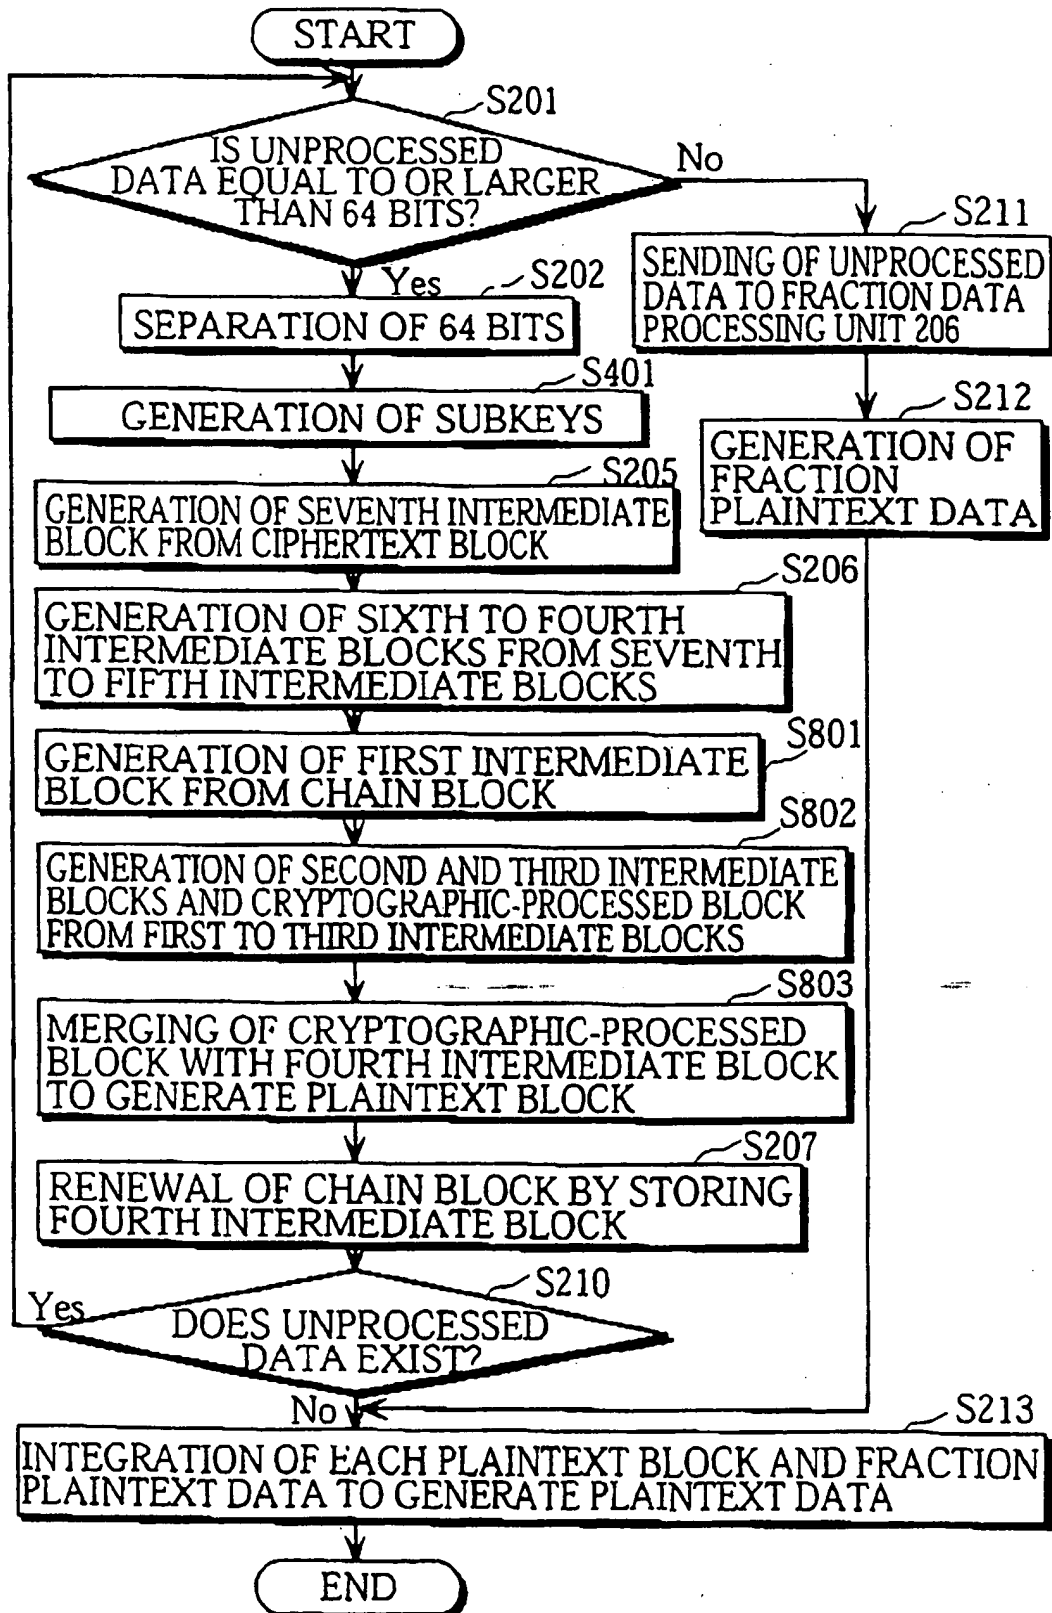 START
S201
IS UNPROCESSED
DATA EQUAL TO OR LARGER
THAN 64 BITS?
No
Yes
S202
SEPARATION OF 64 BITS
S401
GENERATION OF SUBKEYS
S205
GENERATION OF SEVENTH INTERMEDIATE
BLOCK FROM CIPHERTEXT BLOCK
S206
GENERATION OF SIXTH TO FOURTH
INTERMEDIATE BLOCKS FROM SEVENTH
TO FIFTH INTERMEDIATE BLOCKS
S801
GENERATION OF FIRST INTERMEDIATE
BLOCK FROM CHAIN BLOCK
S802
GENERATION OF SECOND AND THIRD INTERMEDIATE
BLOCKS AND CRYPTOGRAPHIC-PROCESSED BLOCK
FROM FIRST TO THIRD INTERMEDIATE BLOCKS
S803
MERGING OF CRYPTOGRAPHIC-PROCESSED
BLOCK WITH FOURTH INTERMEDIATE BLOCK
TO GENERATE PLAINTEXT BLOCK
S207
RENEWAL OF CHAIN BLOCK BY STORING
FOURTH INTERMEDIATE BLOCK
S210
Yes
DOES UNPROCESSED
DATA EXIST?
No
S211
SENDING OF UNPROCESSED
DATA TO FRACTION DATA
PROCESSING UNIT 206
S212
GENERATION OF
FRACTION
PLAINTEXT DATA
S213
INTEGRATION OF EACH PLAINTEXT BLOCK AND FRACTION
PLAINTEXT DATA TO GENERATE PLAINTEXT DATA
END